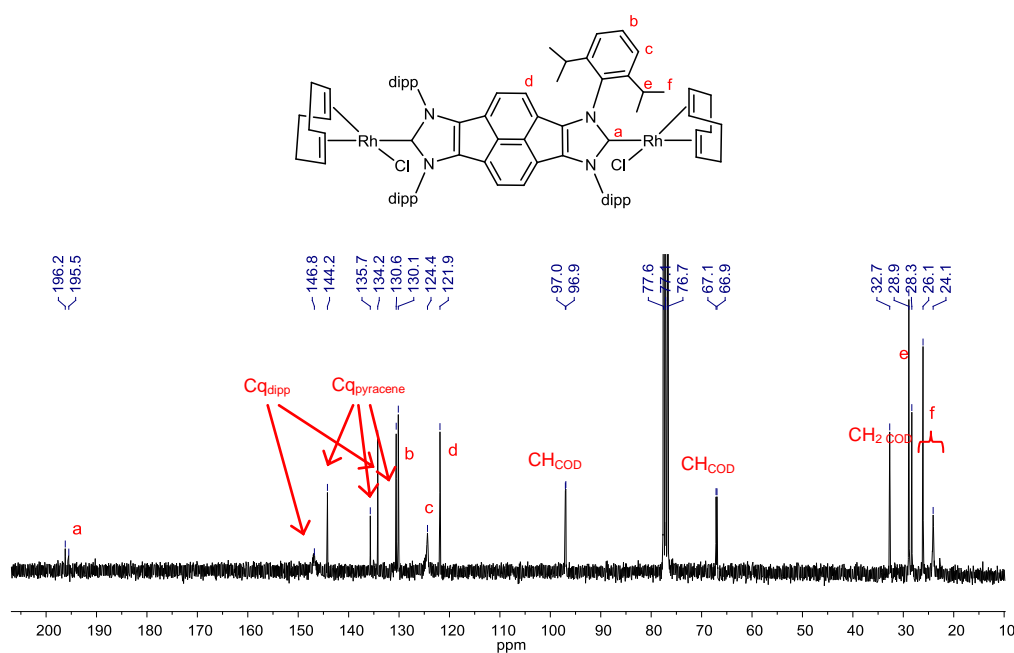 b
c
dipp
d
e f
N
N
a
Rh
Rh
Cl
Cl
N
N
dipp
dipp
196.2
195.5
146.8
144.2
135.7
134.2
130.6
130.1
124.4
121.9
97.0
96.9
77.6
77.1
76.7
67.1
66.9
32.7
28.9
28.3
26.1
24.1
e
Cqdipp
Cqpyracene
f
CH2 COD
b
d
CHCOD
CHCOD
c
a
200 190 180 170 160 150 140 130 120 110 100 90 80 70 60 50 40 30 20 10
ppm